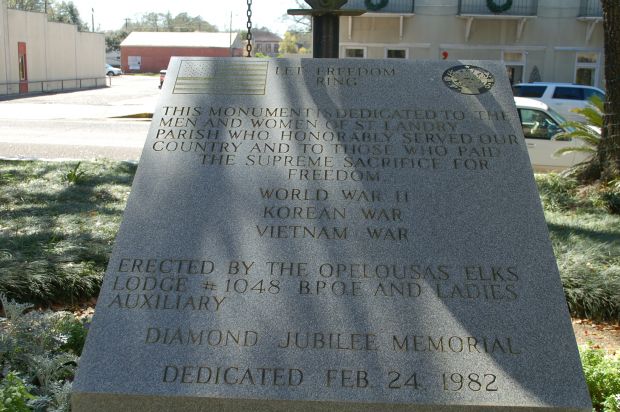 LET FREEDOM
RING
THIS MONUMENT IS DEDICATED TO THE
MEN AND WOMEN OF ST. LANDRY
PARISH WHO HONORABLY SERVED OUR
COUNTRY AND TO THOSE WHO PAID
THE SUPREME SACRIFICE FOR
FREEDOM
WORLD WAR II
KOREAN WAR
VIETNAM WAR
ERECTED BY THE OPELOUSAS ELKS
LODGE #1048 B.P.O.E AND LADIES
AUXILIARY
DIAMOND JUBILEE MEMORIAL
DEDICATED FEB. 24, 1982